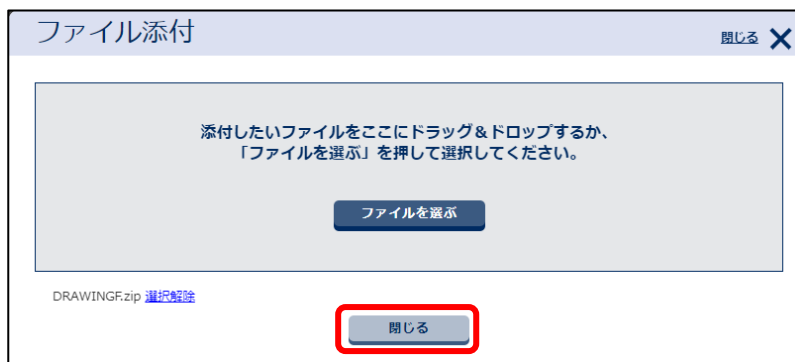 ファイル添付
閉じる
添付したいファイルをここにドラッグ＆ドロップするか、
「ファイルを選ぶ」を押して選択してください。
ファイルを選ぶ
DRAWINGF.zip 選択解除
閉じる